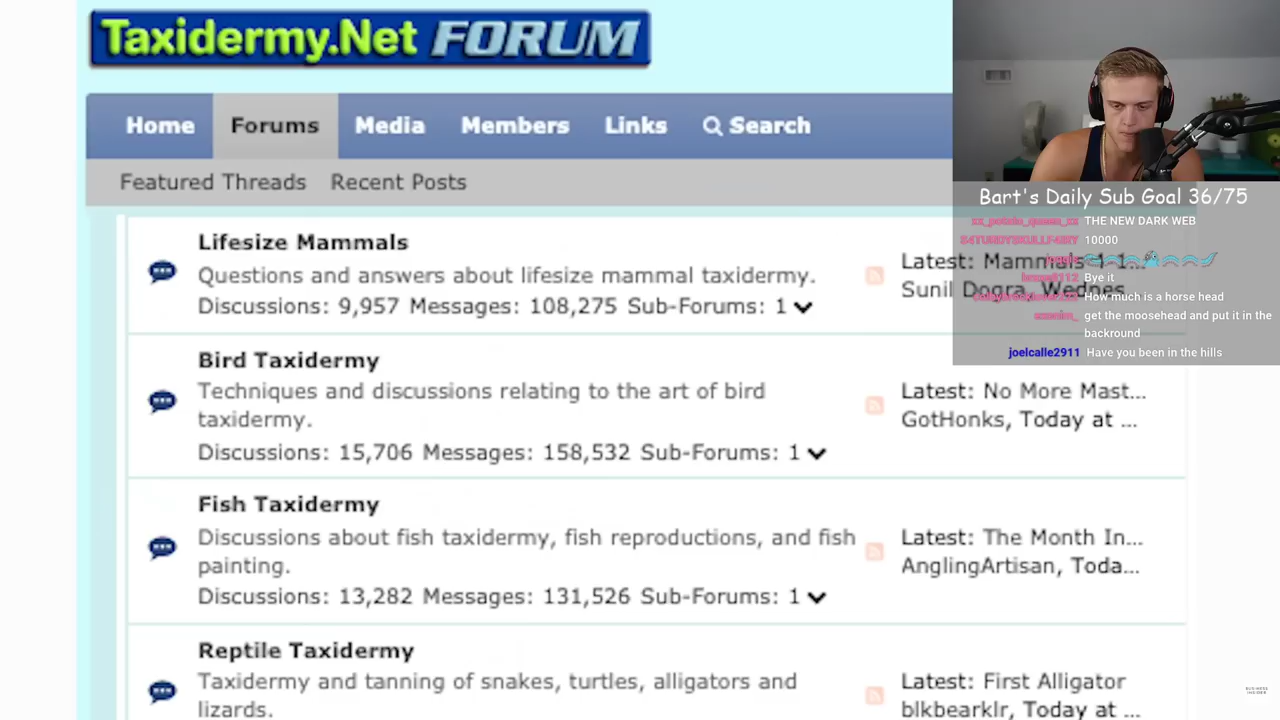 Taxidermy.Net FORUM
Home Forums Media Members Links Search
Featured Threads Recent Posts
Lifesize Mammals
Questions and answers about lifesize mammal taxidermy.
Discussions: 9,957 Messages: 108,275 Sub-Forums: 1
Latest: Mammals 1-1...
Sunil Dogra, Wednes
Bird Taxidermy
Techniques and discussions relating to the art of bird
taxidermy.
Discussions: 15,706 Messages: 158,532 Sub-Forums: 1
Latest: No More Mast...
GotHonks, Today at ...
Fish Taxidermy
Discussions about fish taxidermy, fish reproductions, and fish
painting.
Discussions: 13,282 Messages: 131,526 Sub-Forums: 1
Latest: The Month In...
AnglingArtisan, Toda...
Reptile Taxidermy
Taxidermy and tanning of snakes, turtles, alligators and
lizards.
Latest: First Alligator
blkbearklr, Today at ...
Bart's Daily Sub Goal 36/75
xx_potato_queen_xx THE NEW DARK WEB
10000
Bye it
How much is a horse head
get the moosehead and put it in the
backround
joelcalle2911 Have you been in the hills
BUSINESS
INSIDER